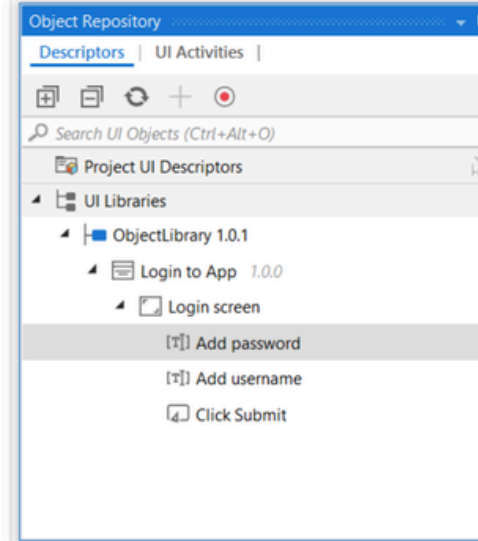 Object Repository
Descriptors | UI Activities |
Search UI Objects (Ctrl+Alt+O)
Project UI Descriptors
UI Libraries
ObjectLibrary 1.0.1
Login to App 1.0.0
Login screen
[T] Add password
[T] Add username
Click Submit